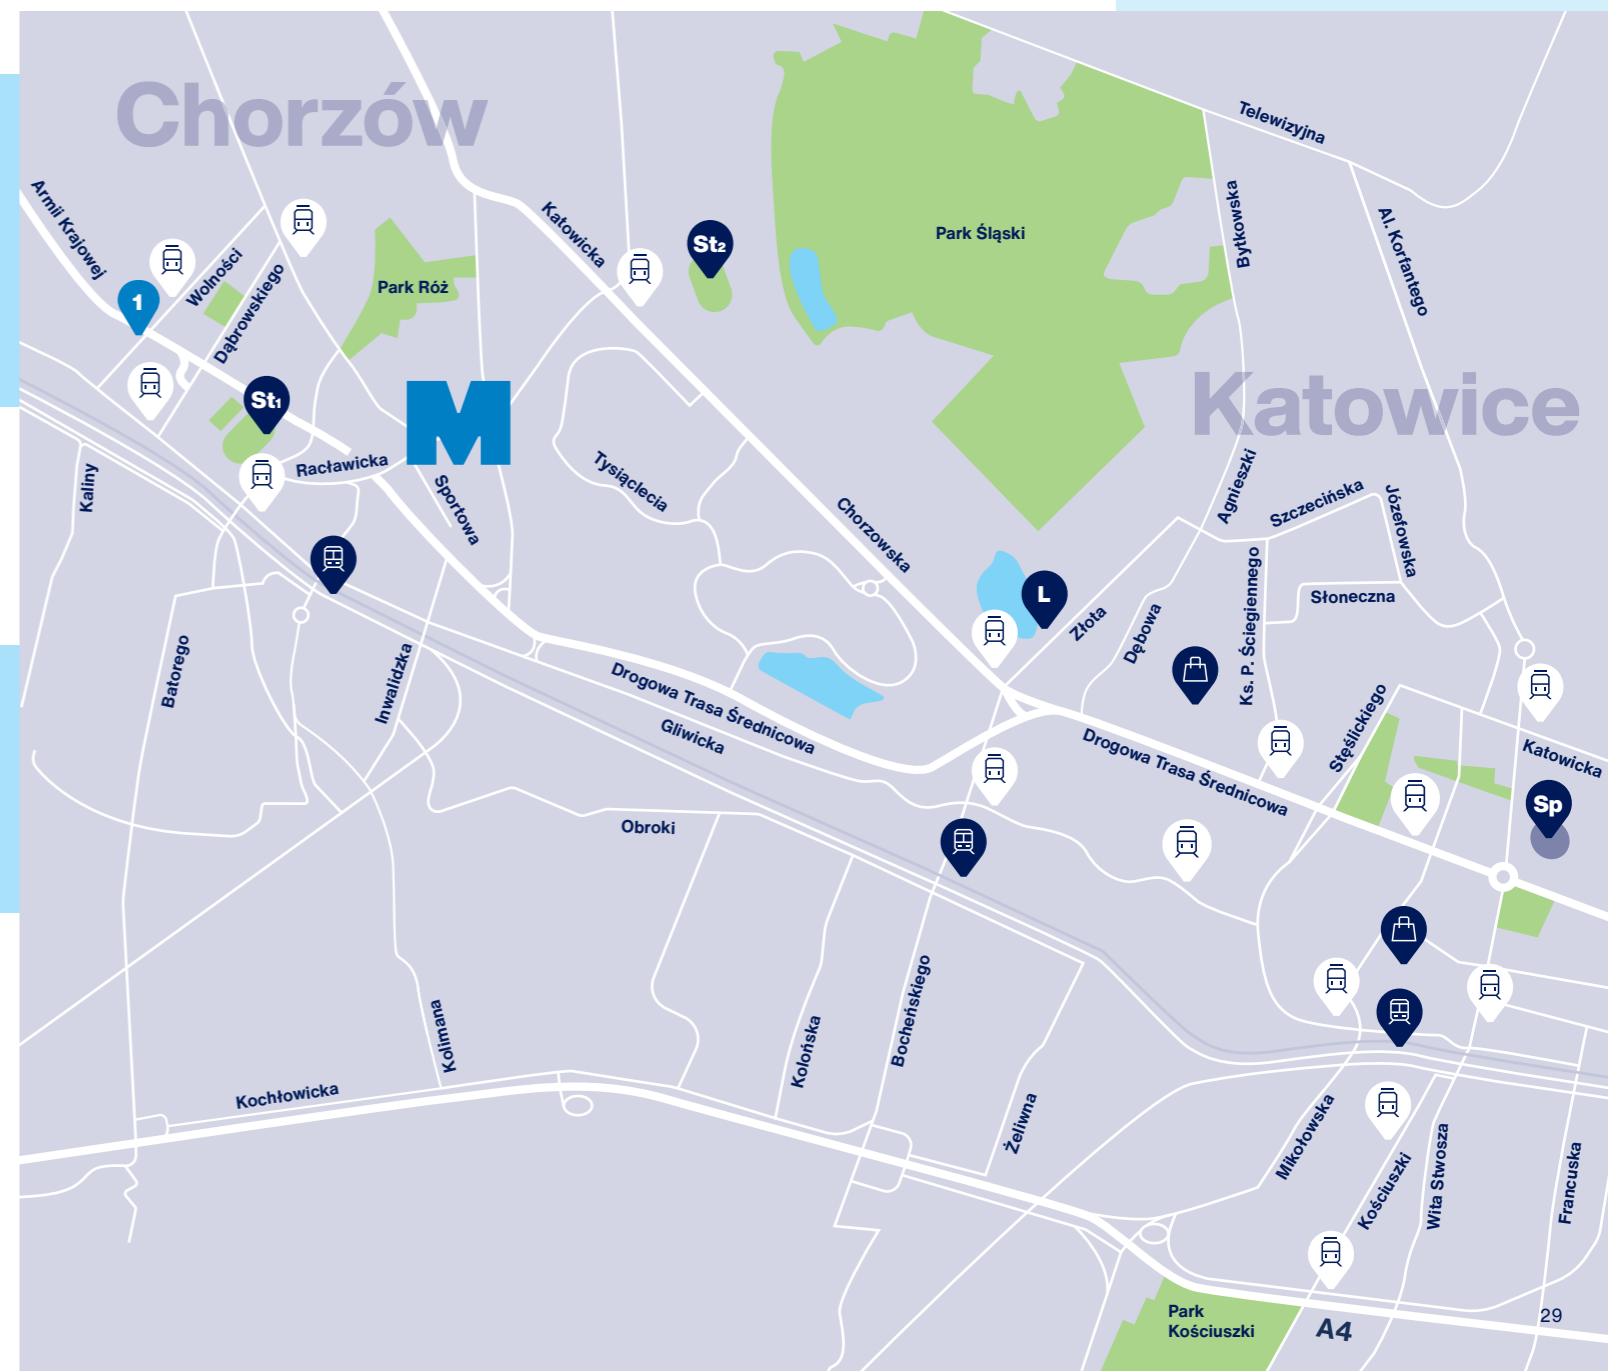 Chorzów
Telewizyjna
Armii Krajowej
Katowicka
Bytkowska
Al. Korfantego
Park Śląski
St2
Wolności
Park Róż
1
Dąbrowskiego
Katowice
St1
M
Racławicka
Kaliny
Sportowa
Tysiąclecia
Chorzowska
Agnieszki
Szczecińska
Józefowska
Ks. P. Ściegiennego
Słoneczna
L
Złota
Dębowa
Batorego
Inwalidzka
Drogowa Trasa Średnicowa
Gliwicka
Drogowa Trasa Średnicowa
Stęślickiego
Katowicka
Sp
Obroki
Bocheńskiego
Kolońska
Kolimana
Kochłowicka
Żeliwna
Mikołowska
Kościuszki
Wita Stwosza
Francuska
Park
Kościuszki
A4
29